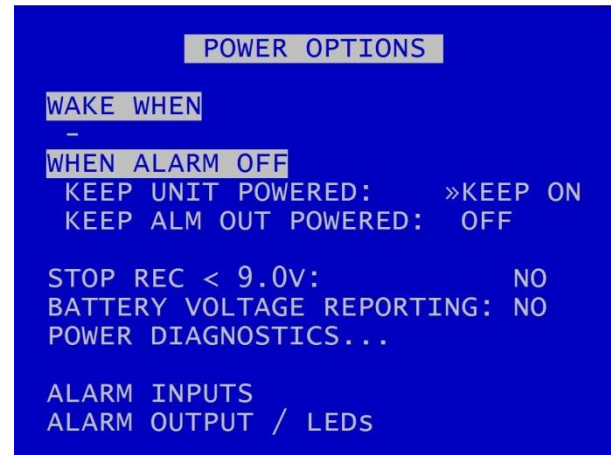 POWER OPTIONS
WAKE WHEN
-
WHEN ALARM OFF
KEEP UNIT POWERED: »KEEP ON
KEEP ALM OUT POWERED: OFF
STOP REC < 9.0V: NO
BATTERY VOLTAGE REPORTING: NO
POWER DIAGNOSTICS...
ALARM INPUTS
ALARM OUTPUT / LEDs